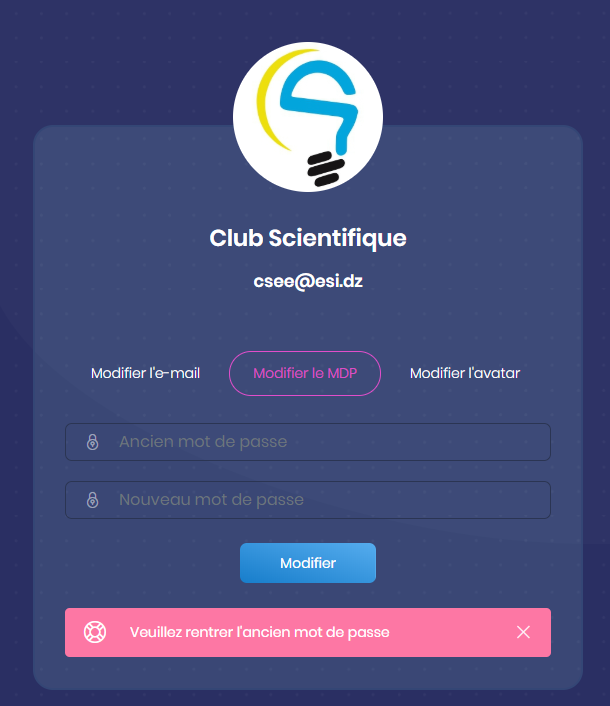 Club Scientifique
csee@esi.dz
Modifier l'e-mail Modifier le MDP Modifier l'avatar
Ancien mot de passe
Nouveau mot de passe
Modifier
Veuillez rentrer l'ancien mot de passe